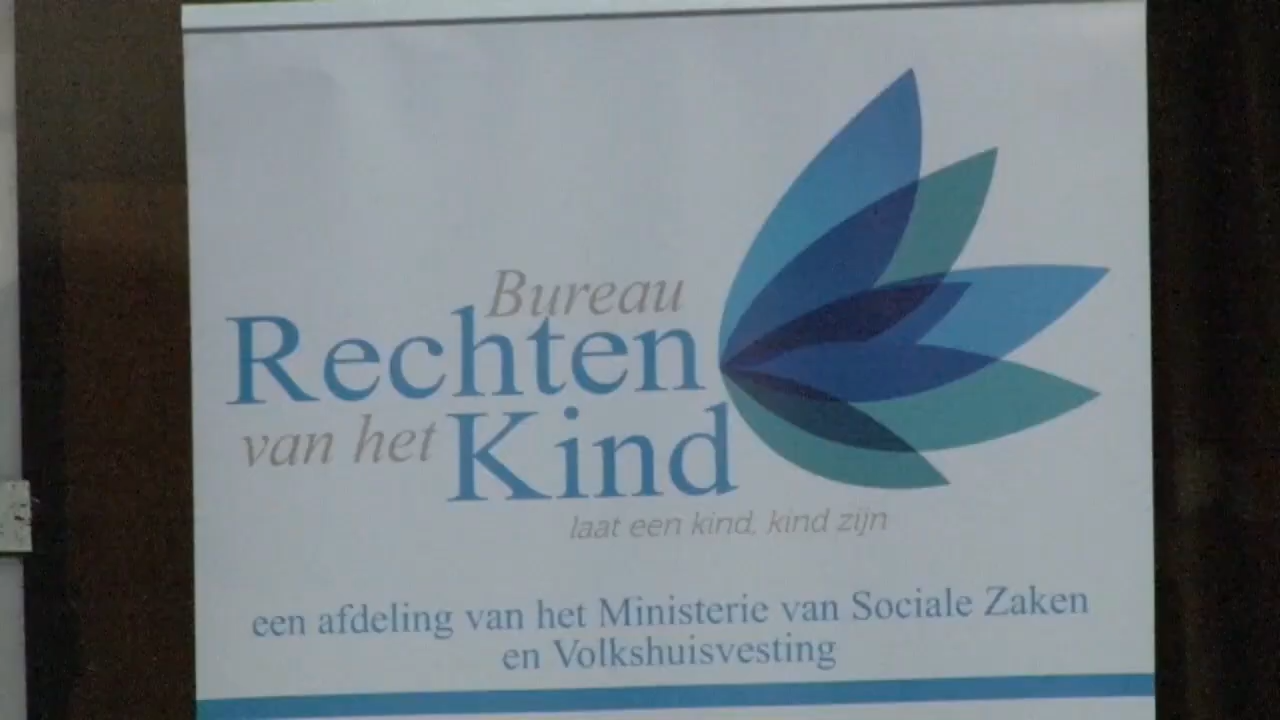 Bureau
Rechten
van het Kind
laat een kind, kind zijn
een afdeling van het Ministerie van Sociale Zaken
en Volkshuisvesting